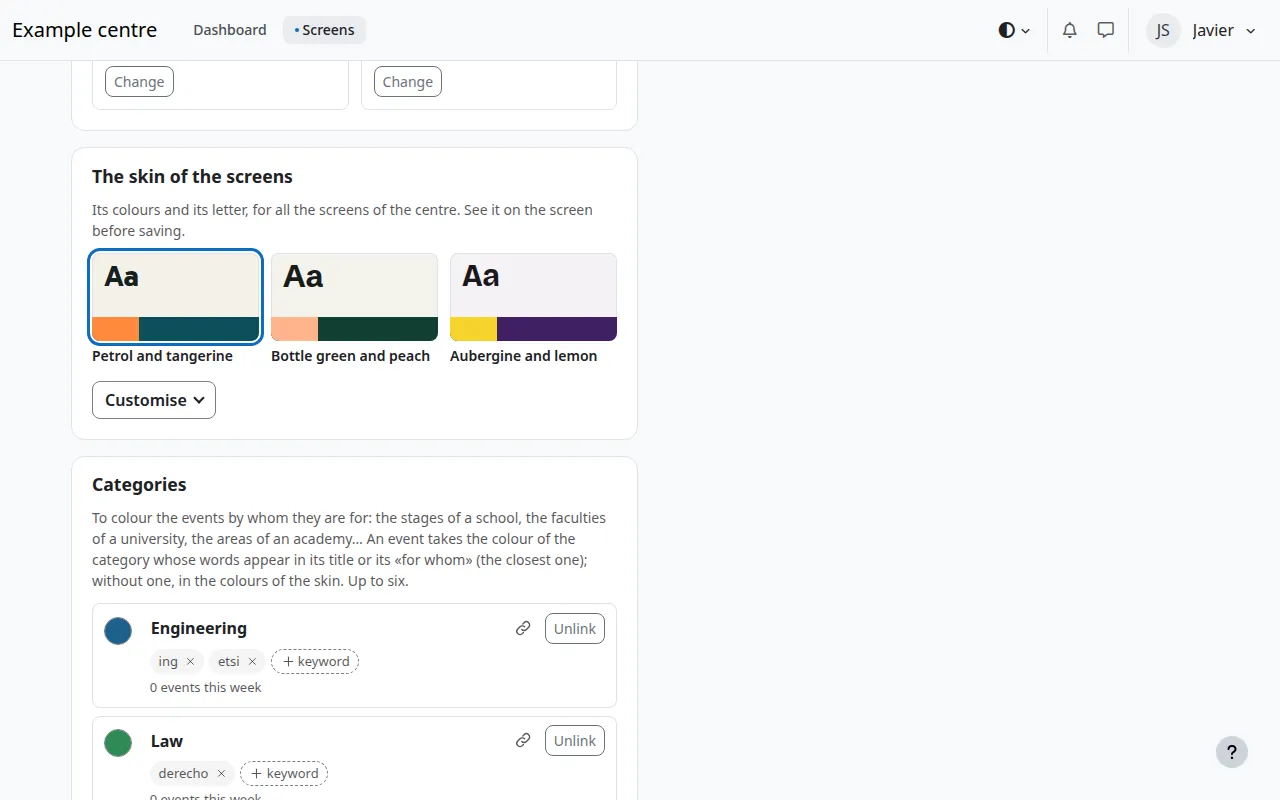 Example centre
Dashboard
Screens
JS
Javier
Change
Change
The skin of the screens
Its colours and its letter, for all the screens of the centre. See it on the screen
before saving.
Aa
Aa
Aa
Petrol and tangerine
Bottle green and peach
Aubergine and lemon
Customise
Categories
To colour the events by whom they are for: the stages of a school, the faculties
of a university, the areas of an academy... An event takes the colour of the
category whose words appear in its title or its «for whom» (the closest one);
without one, in the colours of the skin. Up to six.
Engineering
Unlink
ing ×
etsi ×
+ keyword
0 events this week
Law
Unlink
derecho ×
+ keyword
0 events this week
?